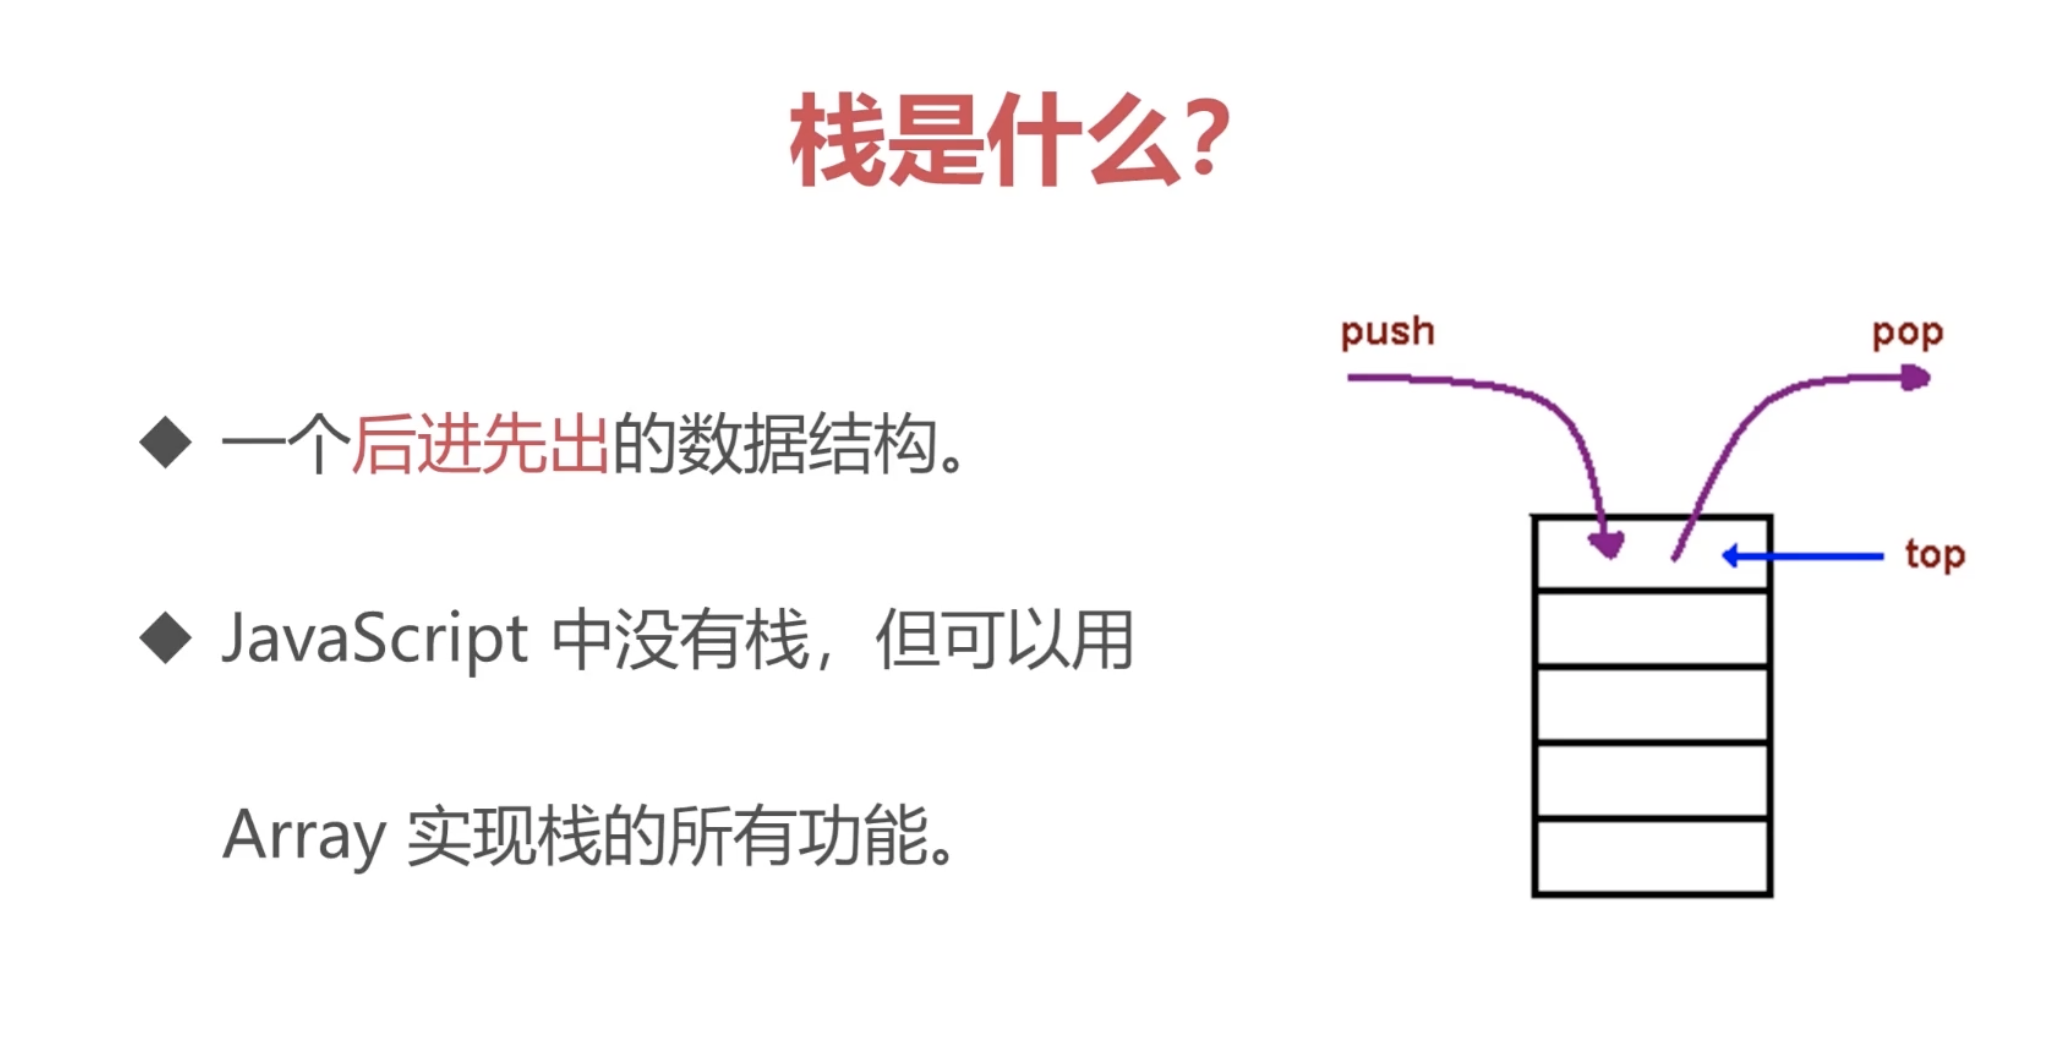 栈是什么？
一个后进先出的数据结构。
JavaScript 中没有栈，但可以用
Array 实现栈的所有功能。
push
pop
top